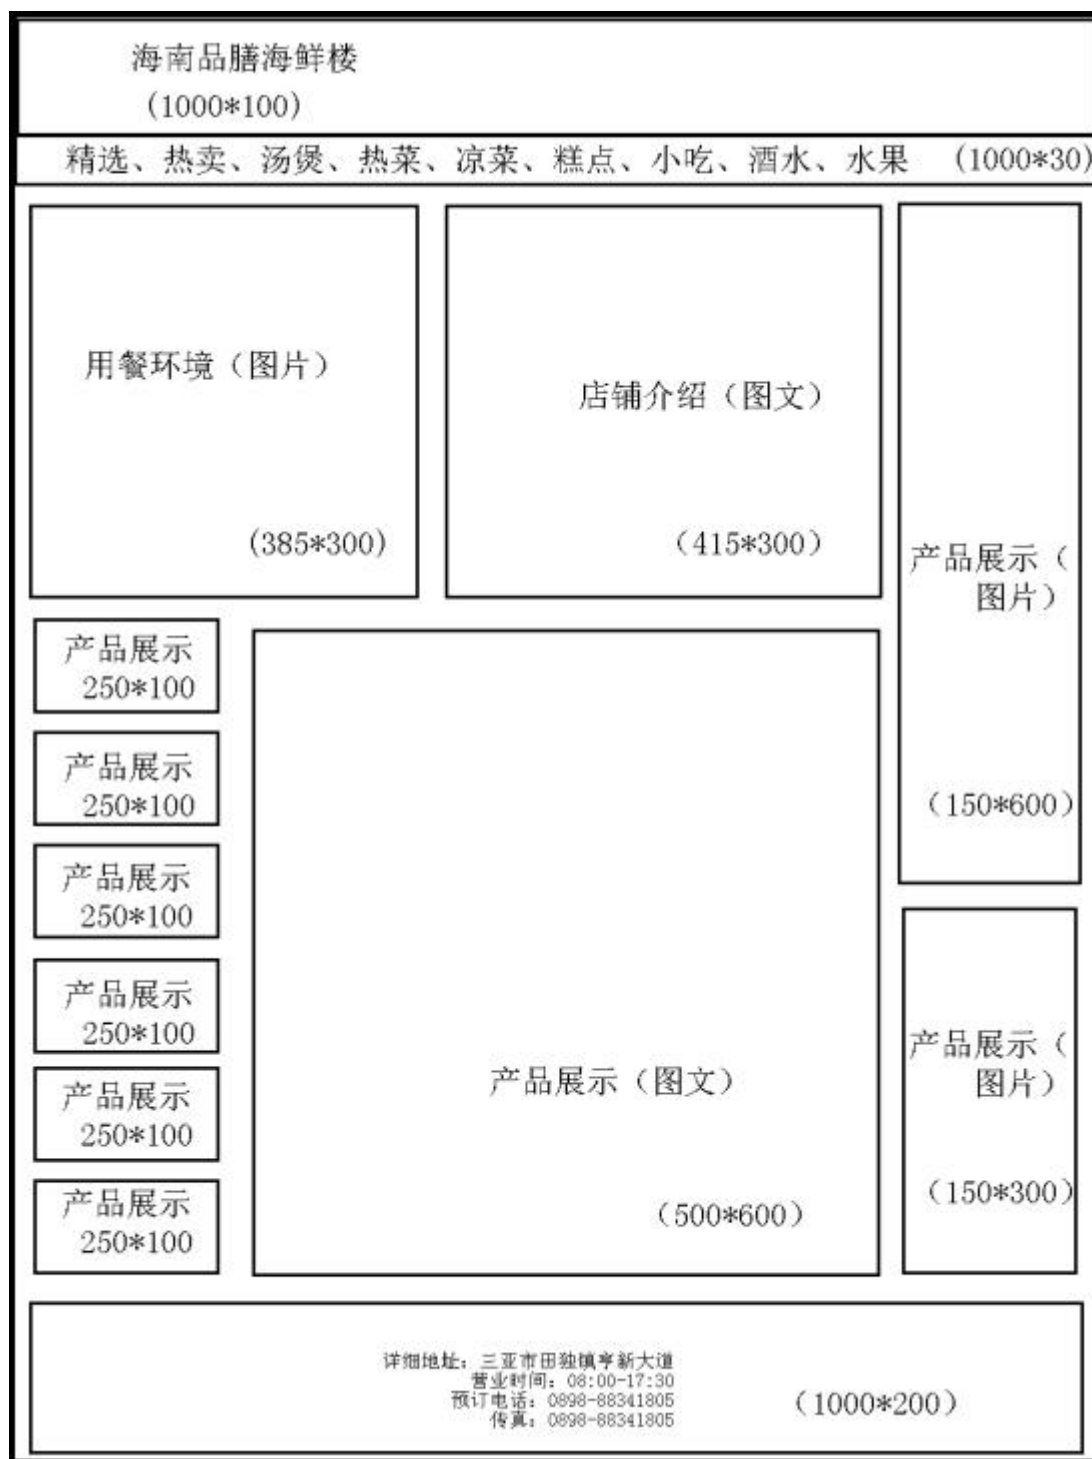 海南品膳海鲜楼
(1000*100)
精选、热卖、汤煲、热菜、凉菜、糕点、小吃、酒水、水果 (1000*30)
用餐环境（图片）
(385*300)
店铺介绍（图文）
（415*300）
产品展示（
图片）
（150*600）
产品展示
250*100
产品展示
250*100
产品展示
250*100
产品展示
250*100
产品展示
250*100
产品展示
250*100
产品展示（图文）
（500*600）
产品展示（
图片）
（150*300）
详细地址：三亚市田独镇亨新大道
营业时间：08:00-17:30
预订电话：0898-88341805
传真：0898-88341805
（1000*200）